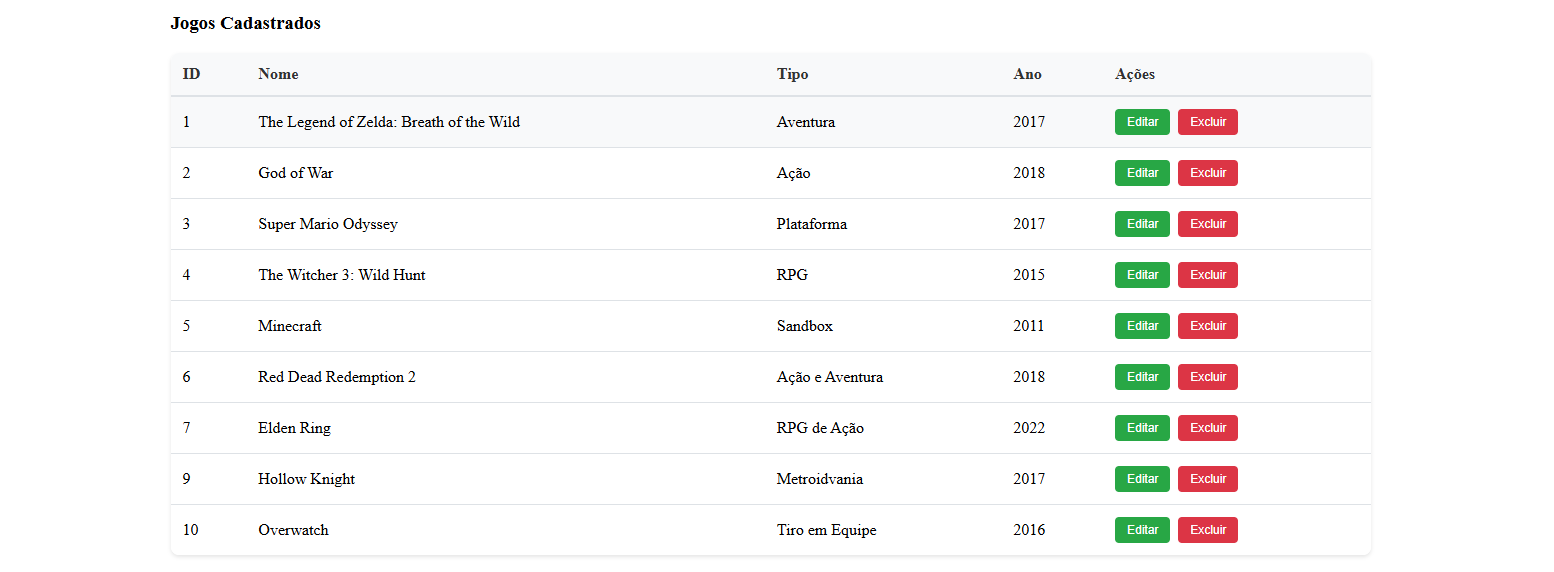 Jogos Cadastrados
ID Nome Tipo Ano Ações
1 The Legend of Zelda: Breath of the Wild Aventura 2017 Editar Excluir
2 God of War Ação 2018 Editar Excluir
3 Super Mario Odyssey Plataforma 2017 Editar Excluir
4 The Witcher 3: Wild Hunt RPG 2015 Editar Excluir
5 Minecraft Sandbox 2011 Editar Excluir
6 Red Dead Redemption 2 Ação e Aventura 2018 Editar Excluir
7 Elden Ring RPG de Ação 2022 Editar Excluir
9 Hollow Knight Metroidvania 2017 Editar Excluir
10 Overwatch Tiro em Equipe 2016 Editar Excluir